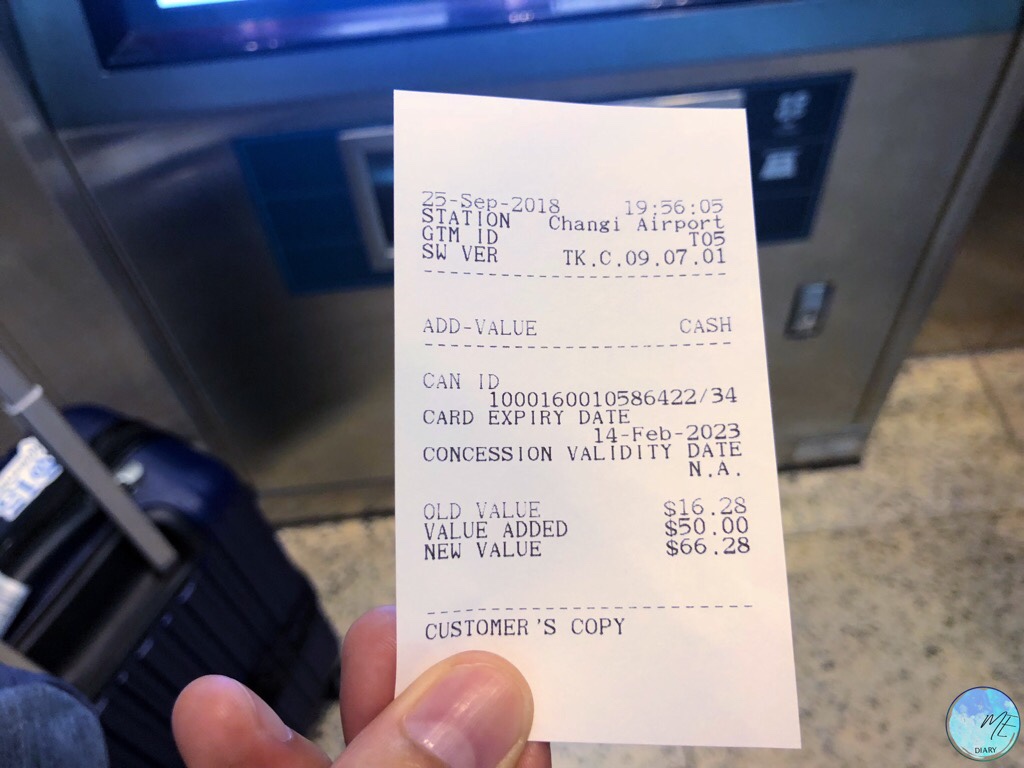 25-Sep-2018 19:56:05
STATION Changi Airport
GTM ID T05
SW VER TK.C.09.07.01
ADD-VALUE CASH
CAN ID
1000160010586422/34
CARD EXPIRY DATE
14-Feb-2023
CONCESSION VALIDITY DATE
N.A.
OLD VALUE $16.28
VALUE ADDED $50.00
NEW VALUE $66.28
CUSTOMER'S COPY
ME
DIARY